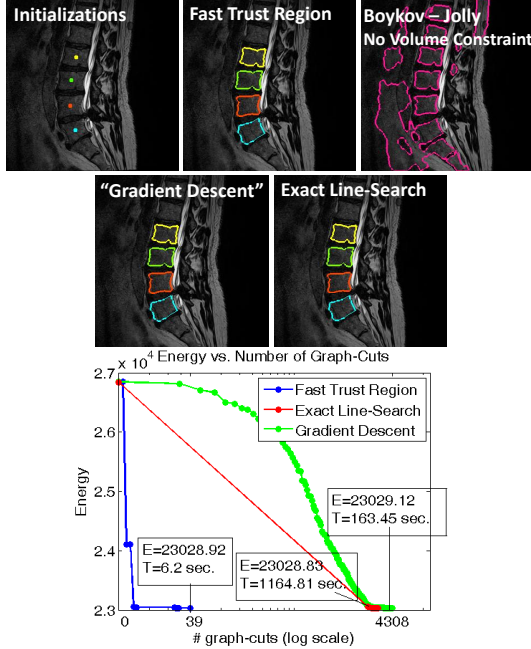 Initializations
Fast Trust Region
Boykov – Jolly
No Volume Constraint
“Gradient Descent”
Exact Line-Search
x 10⁴ Energy vs. Number of Graph-Cuts
2.7
2.6
2.5
2.4
2.3
Energy
Fast Trust Region
Exact Line-Search
Gradient Descent
E=23029.12
T=163.45 sec.
E=23028.92
T=6.2 sec.
E=23028.83
T=1164.81 sec.
0
39
4308
# graph-cuts (log scale)